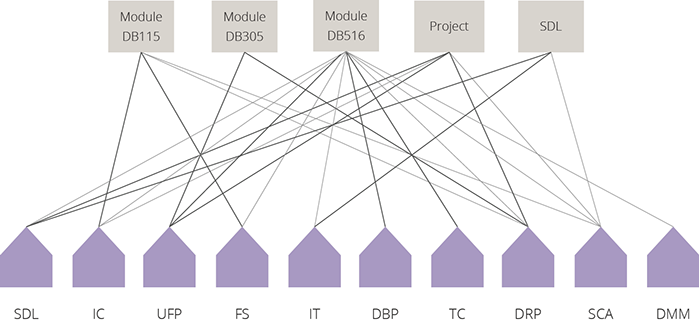 Module
DB115
Module
DB305
Module
DB516
Project
SDL
SDL
IC
UFP
FS
IT
DBP
TC
DRP
SCA
DMM